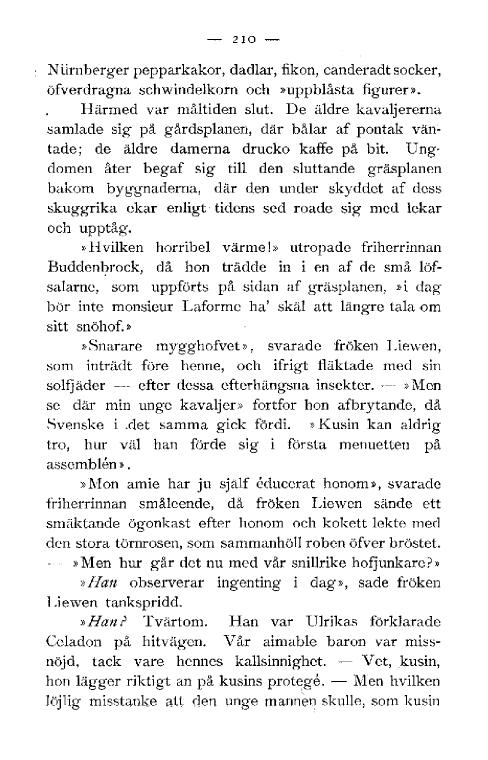 — 210 —
Nürnberger pepparkakor, dadlar, fikon, canderadt socker,
öfverdragna schwindelkorn och »uppblåsta figurer».
Härmed var måltiden slut. De äldre kavaljererna
samlade sig på gårdsplanen, där bålar af pontak vän-
tade; de äldre damerna drucko kaffe på bit. Ung-
domen åter begaf sig till den sluttande gräsplanen
bakom byggnaderna, där den under skyddet af dess
skuggrika ekar enligt tidens sed roade sig med lekar
och upptåg.
»Hvilken horribel värme!» utropade friherrinnan
Buddenbrock, då hon trädde in i en af de små löf-
salarne, som uppförts på sidan af gräsplanen, »i dag
bör inte monsieur Laforme ha' skäl att längre tala om
sitt snöhof.»
»Snarare mygghofvet», svarade fröken Liewen,
som inträdt före henne, och ifrigt fläktade med sin
solfjäder — efter dessa efterhängsna insekter. — »Men
se där min unge kavaljer» fortfor hon afbrytande, då
Svenske i det samma gick förbi. »Kusin kan aldrig
tro, hur väl han förde sig i första menuetten på
assemblén».
»Mon amie har ju själf éducerat honom», svarade
friherrinnan småleende, då fröken Liewen sände ett
smäktande ögonkast efter honom och kokett lekte med
den stora törnrosen, som sammanhöll roben öfver bröstet.
— »Men hur går det nu med vår snillrike hofjunkare?»
»Han observerar ingenting i dag», sade fröken
Liewen tankspridd.
»Han? Tvärtom. Han var Ulrikas förklarade
Celadon på hitvägen. Vår aimable baron var miss-
nöjd, tack vare hennes kallsinnighet. — Vet, kusin,
hon lägger riktigt an på kusins protegé. — Men hvilken
löjlig misstanke att den unge mannen skulle, som kusin